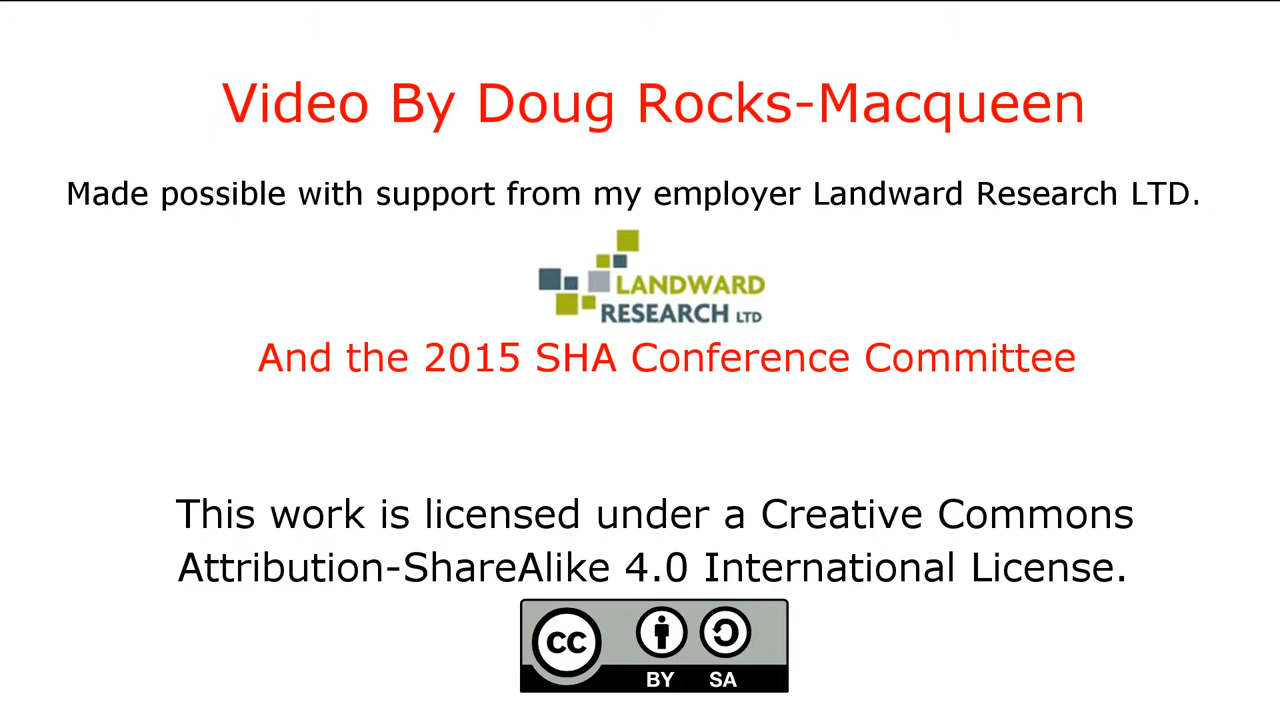 Video By Doug Rocks-Macqueen
Made possible with support from my employer Landward Research LTD.
LANDWARD
RESEARCH LTD
And the 2015 SHA Conference Committee
This work is licensed under a Creative Commons
Attribution-ShareAlike 4.0 International License.
cc
BY SA